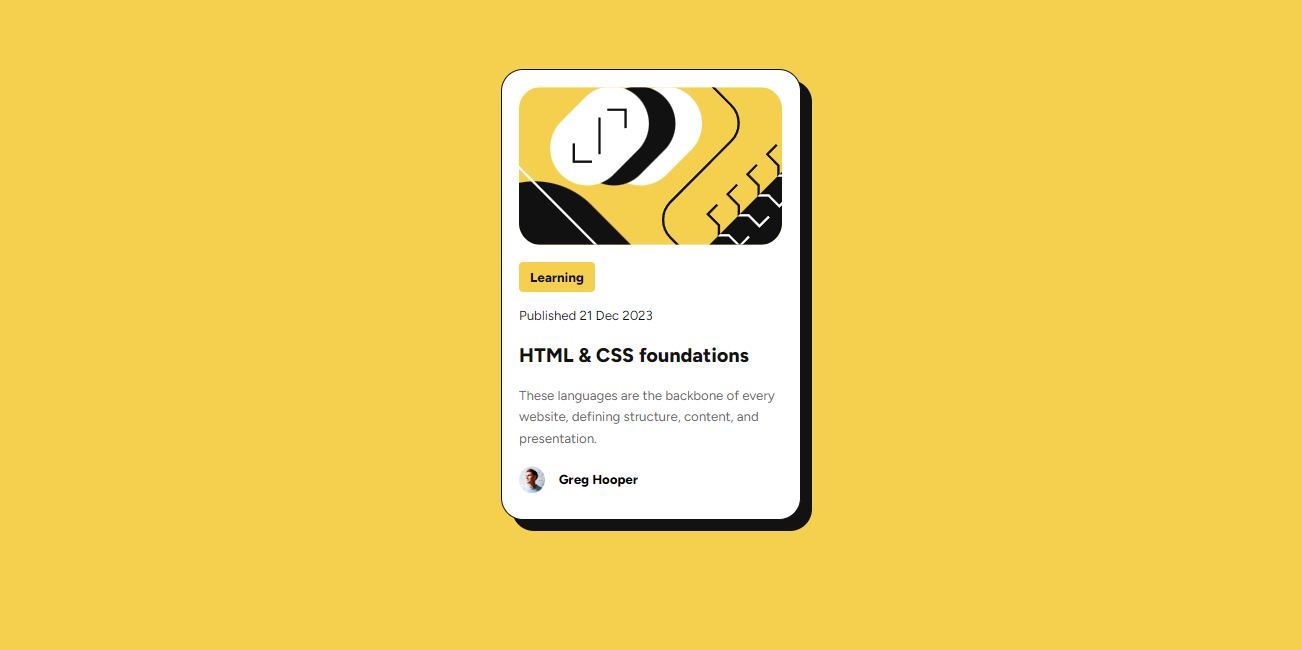 Learning
Published 21 Dec 2023
HTML & CSS foundations
These languages are the backbone of every
website, defining structure, content, and
presentation.
Greg Hooper